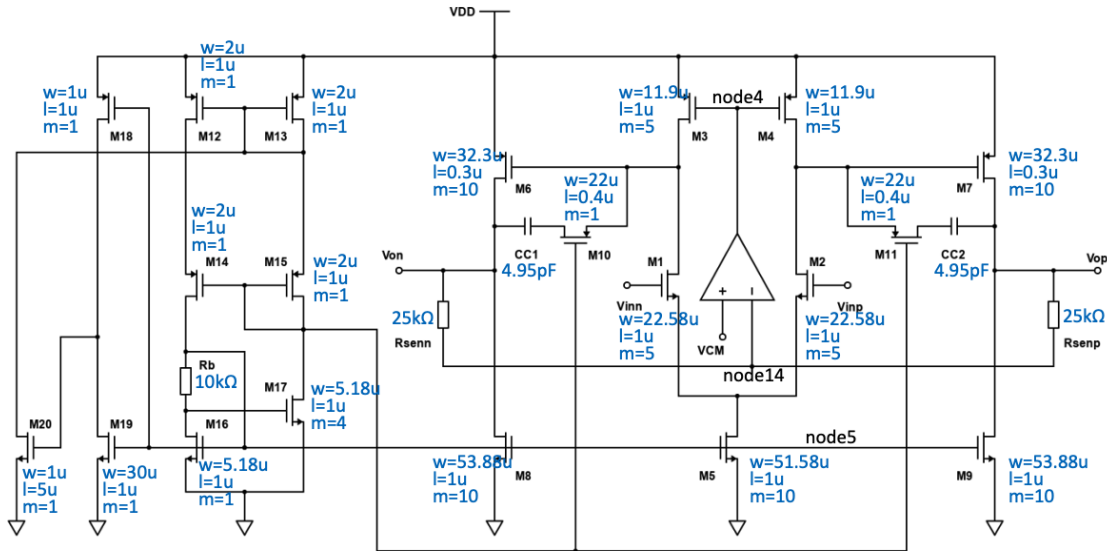 VDD
w=2u
l=1u
m=1
w=1u
l=1u
m=1
M18
M12
M13
w=2u
l=1u
m=1
w=11.9u
l=1u
m=5
M3
node4
M4
w=11.9u
l=1u
m=5
w=32.3u
l=0.3u
m=10
M6
w=22u
l=0.4u
m=1
w=22u
l=0.4u
m=1
M7
w=32.3u
l=0.3u
m=10
w=2u
l=1u
m=1
M14
M15
w=2u
l=1u
m=1
Von
CC1
4.95pF
M10
M1
M2
M11
CC2
4.95pF
Vop
Vinn
+
−
Vinp
25kΩ
Rsenn
w=22.58u
l=1u
m=5
VCM
w=22.58u
l=1u
m=5
25kΩ
Rsenp
node14
Rb
10kΩ
M17
w=5.18u
l=1u
m=4
M20
M19
M16
node5
w=1u
l=5u
m=1
w=30u
l=1u
m=1
w=5.18u
l=1u
m=1
w=53.88u
l=1u
m=10
M8
M5
w=51.58u
l=1u
m=10
M9
w=53.88u
l=1u
m=10